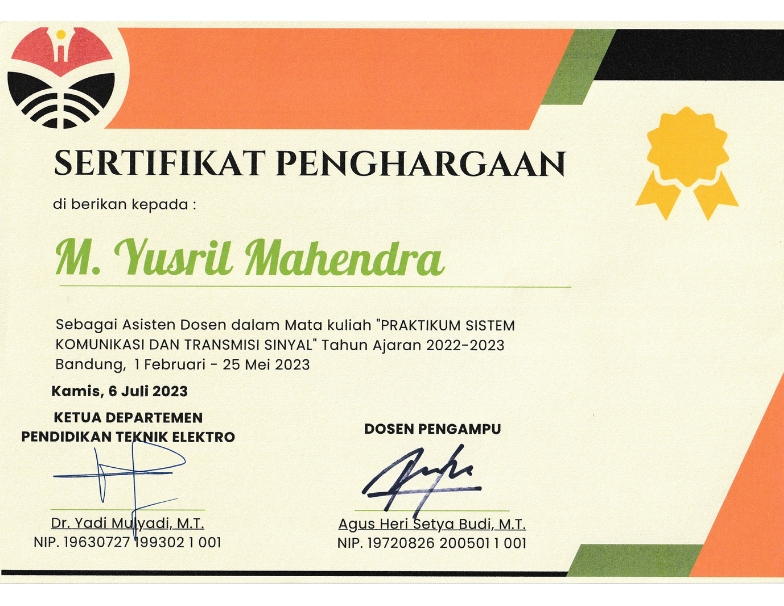 SERTIFIKAT PENGHARGAAN
di berikan kepada :
M. Yusril Mahendra
Sebagai Asisten Dosen dalam Mata kuliah "PRAKTIKUM SISTEM
KOMUNIKASI DAN TRANSMISI SINYAL" Tahun Ajaran 2022-2023
Bandung, 1 Februari - 25 Mei 2023
Kamis, 6 Juli 2023
KETUA DEPARTEMEN
PENDIDIKAN TEKNIK ELEKTRO
Dr. Yadi Mulyadi, M.T.
NIP. 19630727 199302 1 001
DOSEN PENGAMPU
Agus Heri Setya Budi, M.T.
NIP. 19720826 200501 1 001